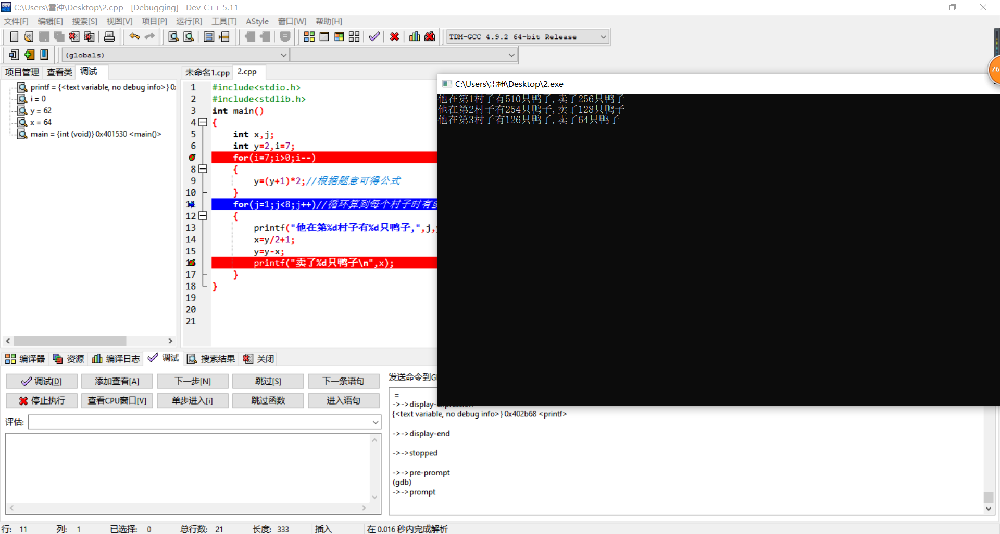 C:\Users\雷神\Desktop\2.cpp - [Debugging] - Dev-C++ 5.11
文件[F] 编辑[E] 搜索[S] 视图[V] 项目[P] 运行[R] 工具[T] AStyle 窗口[W] 帮助[H]
TDM-GCC 4.9.2 64-bit Release
(globals)
项目管理 查看类 调试
未命名1.cpp 2.cpp
printf = {<text variable, no debug info>} 0x
i = 0
y = 62
x = 64
main = {int (void)} 0x401530 <main()>
1 #include<stdio.h>
2 #include<stdlib.h>
3 int main()
4 {
5 int x,j;
6 int y=2,i=7;
for(i=7;i>0;i--)
8 {
9 y=(y+1)*2;//根据题意可得公式
10 }
11 for(j=1;j<8;j++)//循环算到每个村子时有多
12 {
13 printf("他在第%d村子有%d只鸭子,",j,
14 x=y/2+1;
15 y=y-x;
printf("卖了%d只鸭子\n",x);
17 }
18 }
19
20
21
C:\Users\雷神\Desktop\2.exe
他在第1村子有510只鸭子,卖了256只鸭子
他在第2村子有254只鸭子,卖了128只鸭子
他在第3村子有126只鸭子,卖了64只鸭子
76
编译器 资源 编译日志 调试 搜索结果 关闭
调试[D] 添加查看[A] 下一步[N] 跳过[S] 下一条语句
停止执行 查看CPU窗口[V] 单步进入[i] 跳过函数 进入语句
评估:
发送命令到G
=
->->display-expression
{<text variable, no debug info>} 0x402b68 <printf>
->->display-end
->->stopped
->->pre-prompt
(gdb)
->->prompt
行: 11 列: 1 已选择: 0 总行数: 21 长度: 333 插入 在 0.016 秒内完成解析